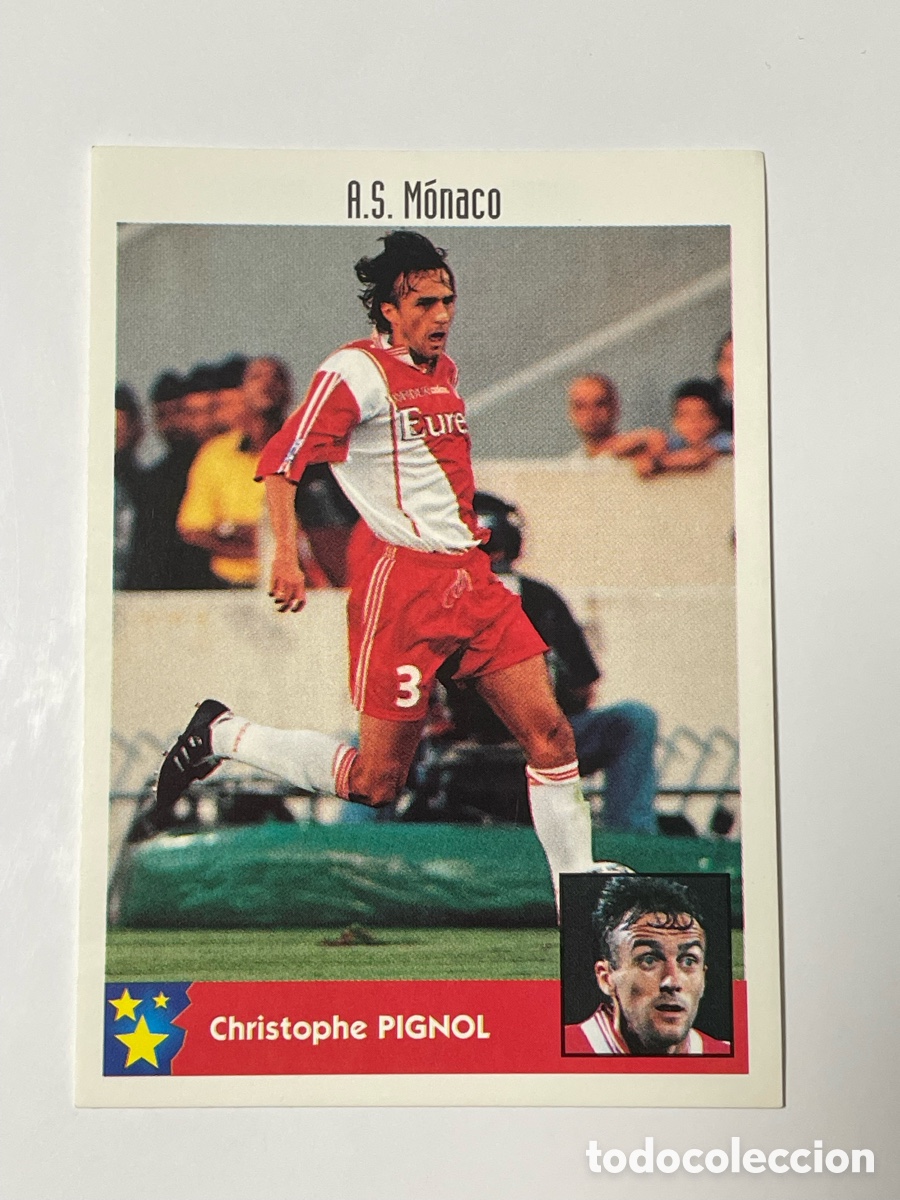 A.S. Mónaco
Eure
3
Christophe PIGNOL
todocoleccion